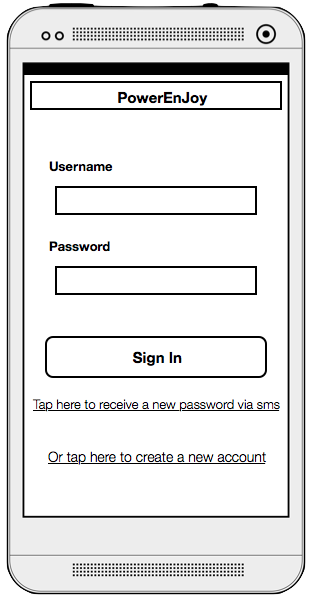 PowerEnJoy
Username
Password
Sign In
Tap here to receive a new password via sms
Or tap here to create a new account